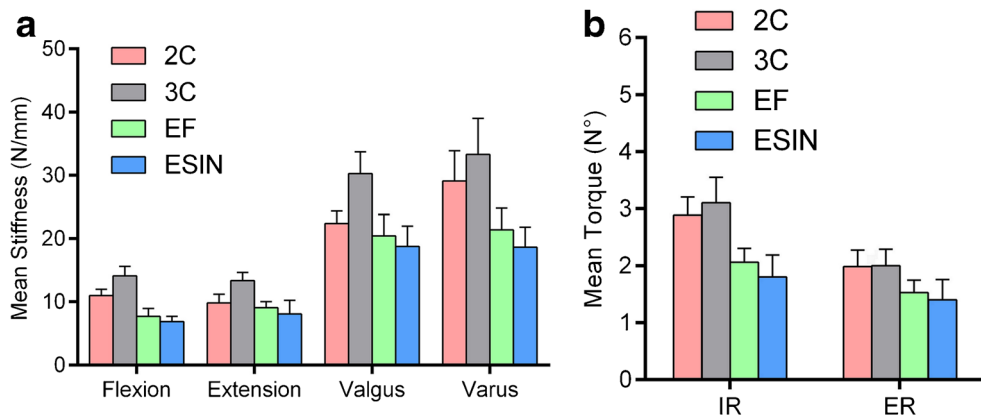 a
Mean Stiffness (N/mm)
50
40
30
20
10
0
2C
3C
EF
ESIN
Flexion Extension Valgus Varus
b
Mean Torque (N°)
6
5
4
3
2
1
0
2C
3C
EF
ESIN
IR ER